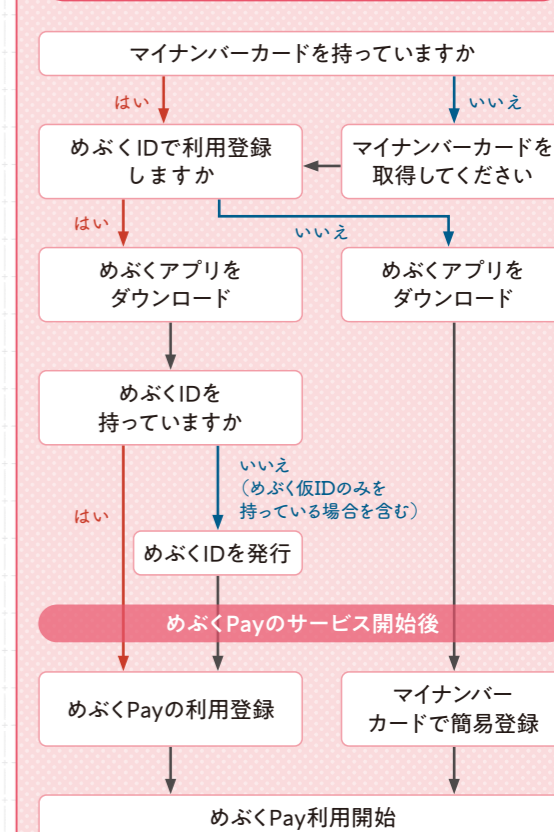 マイナンバーカードを持っていますか
はい
いいえ
めぶくIDで利用登録
しますか
マイナンバーカードを
取得してください
はい
いいえ
めぶくアプリを
ダウンロード
めぶくアプリを
ダウンロード
めぶくIDを
持っていますか
はい
いいえ
（めぶく仮IDのみを
持っている場合を含む）
めぶくIDを発行
めぶくPayのサービス開始後
めぶくPayの利用登録
マイナンバー
カードで簡易登録
めぶくPay利用開始